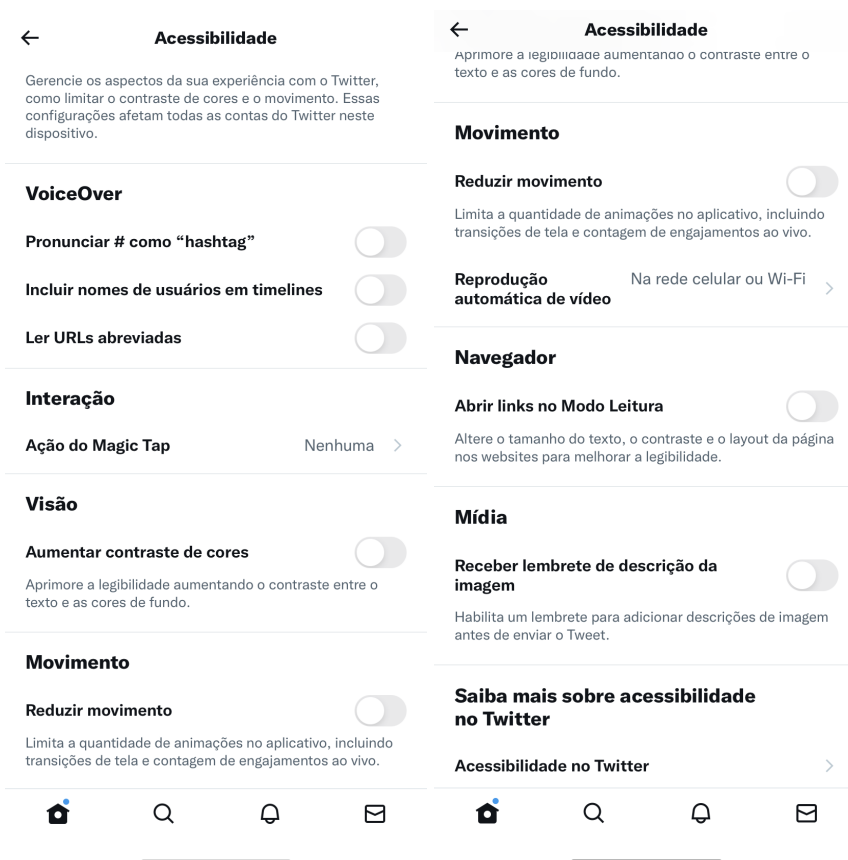 Acessibilidade
Gerencie os aspectos da sua experiência com o Twitter,
como limitar o contraste de cores e o movimento. Essas
configurações afetam todas as contas do Twitter neste
dispositivo.
VoiceOver
Pronunciar # como “hashtag”
Incluir nomes de usuários em timelines
Ler URLs abreviadas
Interação
Ação do Magic Tap Nenhuma
Visão
Aumentar contraste de cores
Aprimore a legibilidade aumentando o contraste entre o
texto e as cores de fundo.
Movimento
Reduzir movimento
Limita a quantidade de animações no aplicativo, incluindo
transições de tela e contagem de engajamentos ao vivo.
Acessibilidade
Aprimore a legibilidade aumentando o contraste entre o
texto e as cores de fundo.
Movimento
Reduzir movimento
Limita a quantidade de animações no aplicativo, incluindo
transições de tela e contagem de engajamentos ao vivo.
Reprodução Na rede celular ou Wi-Fi
automática de vídeo
Navegador
Abrir links no Modo Leitura
Altere o tamanho do texto, o contraste e o layout da página
nos websites para melhorar a legibilidade.
Mídia
Receber lembrete de descrição da
imagem
Habilita um lembrete para adicionar descrições de imagem
antes de enviar o Tweet.
Saiba mais sobre acessibilidade
no Twitter
Acessibilidade no Twitter